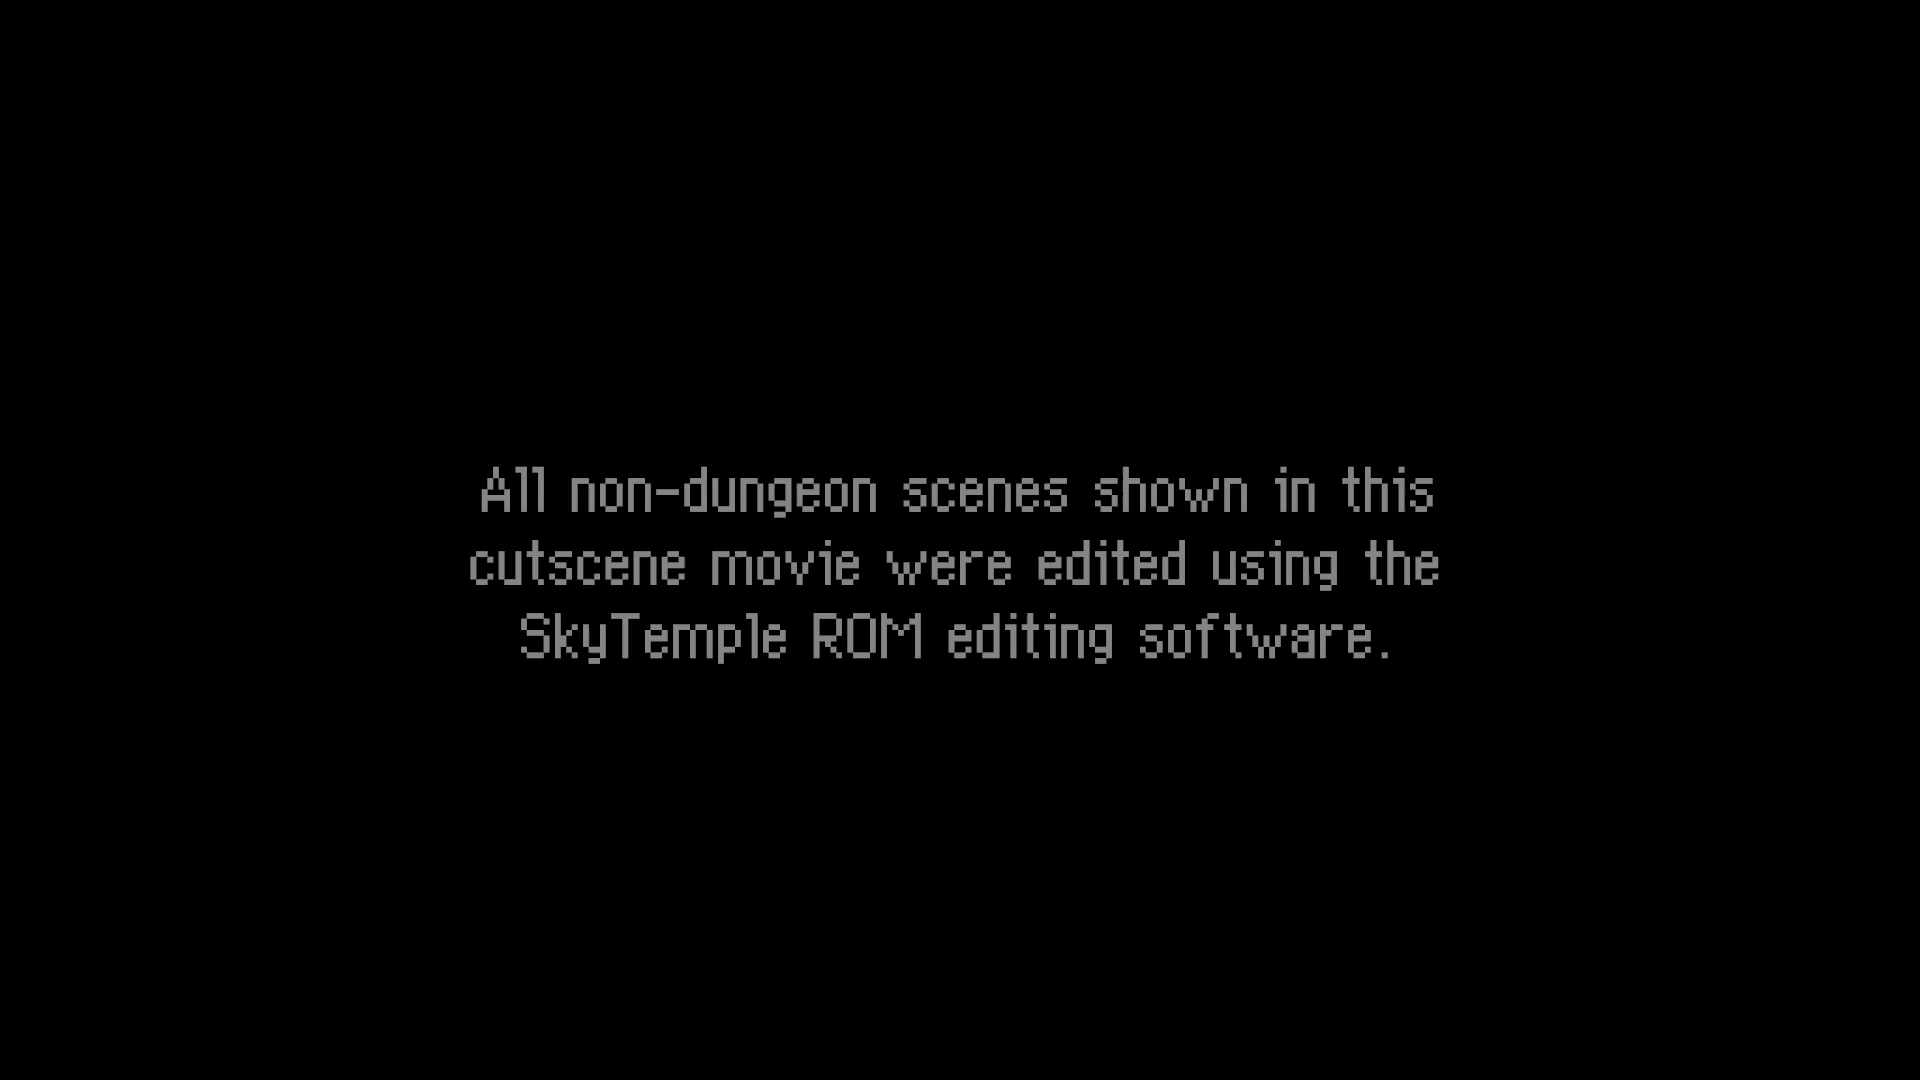 All non-dungeon scenes shown in this
cutscene movie were edited using the
SkyTemple ROM editing software.